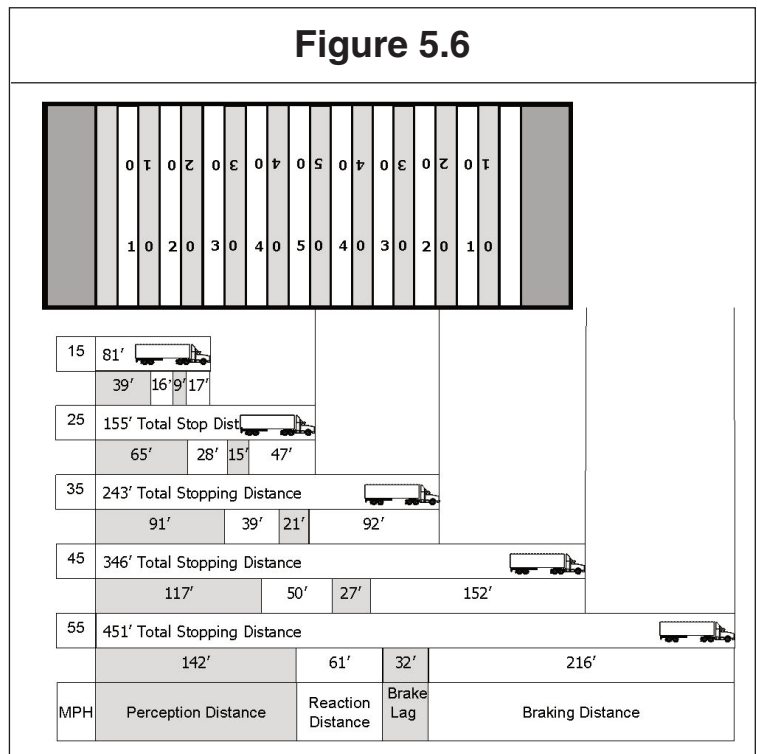 Figure 5.6
0 1 0 2 0 3 0 4 0 5 0 4 0 3 0 2 0 1
1 0 2 0 3 0 4 0 5 0 4 0 3 0 2 0 1 0
15 81’
39’ 16’ 9’ 17’
25 155’ Total Stop Dist
65’ 28’ 15’ 47’
35 243’ Total Stopping Distance
91’ 39’ 21’ 92’
45 346’ Total Stopping Distance
117’ 50’ 27’ 152’
55 451’ Total Stopping Distance
142’ 61’ 32’ 216’
MPH Perception Distance Reaction Distance Brake Lag Braking Distance